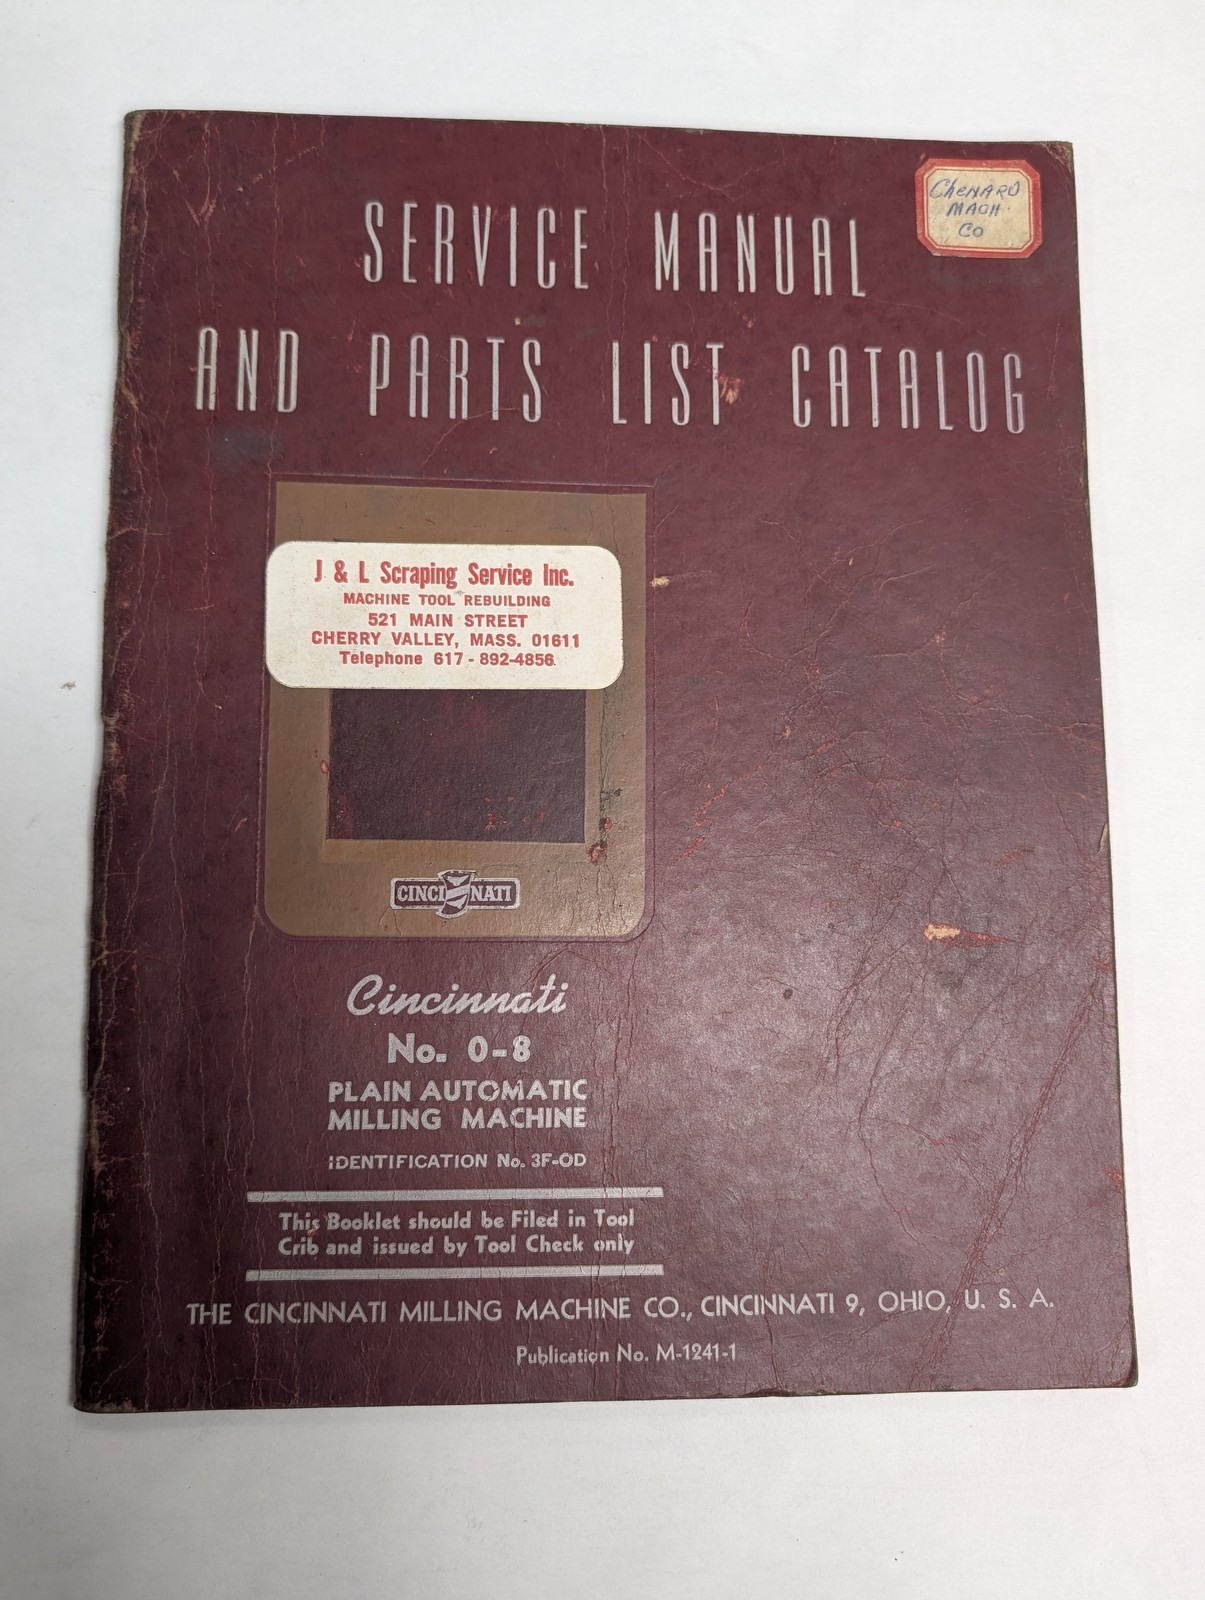 Chenard
Mach
Co
SERVICE MANUAL
AND PARTS LIST CATALOG
J & L Scraping Service Inc.
MACHINE TOOL REBUILDING
521 MAIN STREET
CHERRY VALLEY, MASS. 01611
Telephone 617-892-4856
CINCINNATI
Cincinnati
No. 0-8
PLAIN AUTOMATIC
MILLING MACHINE
IDENTIFICATION No. 3F-OD
This Booklet should be Filed in Tool
Crib and issued by Tool Check only
THE CINCINNATI MILLING MACHINE CO., CINCINNATI 9, OHIO, U. S. A.
Publication No. M-1241-1